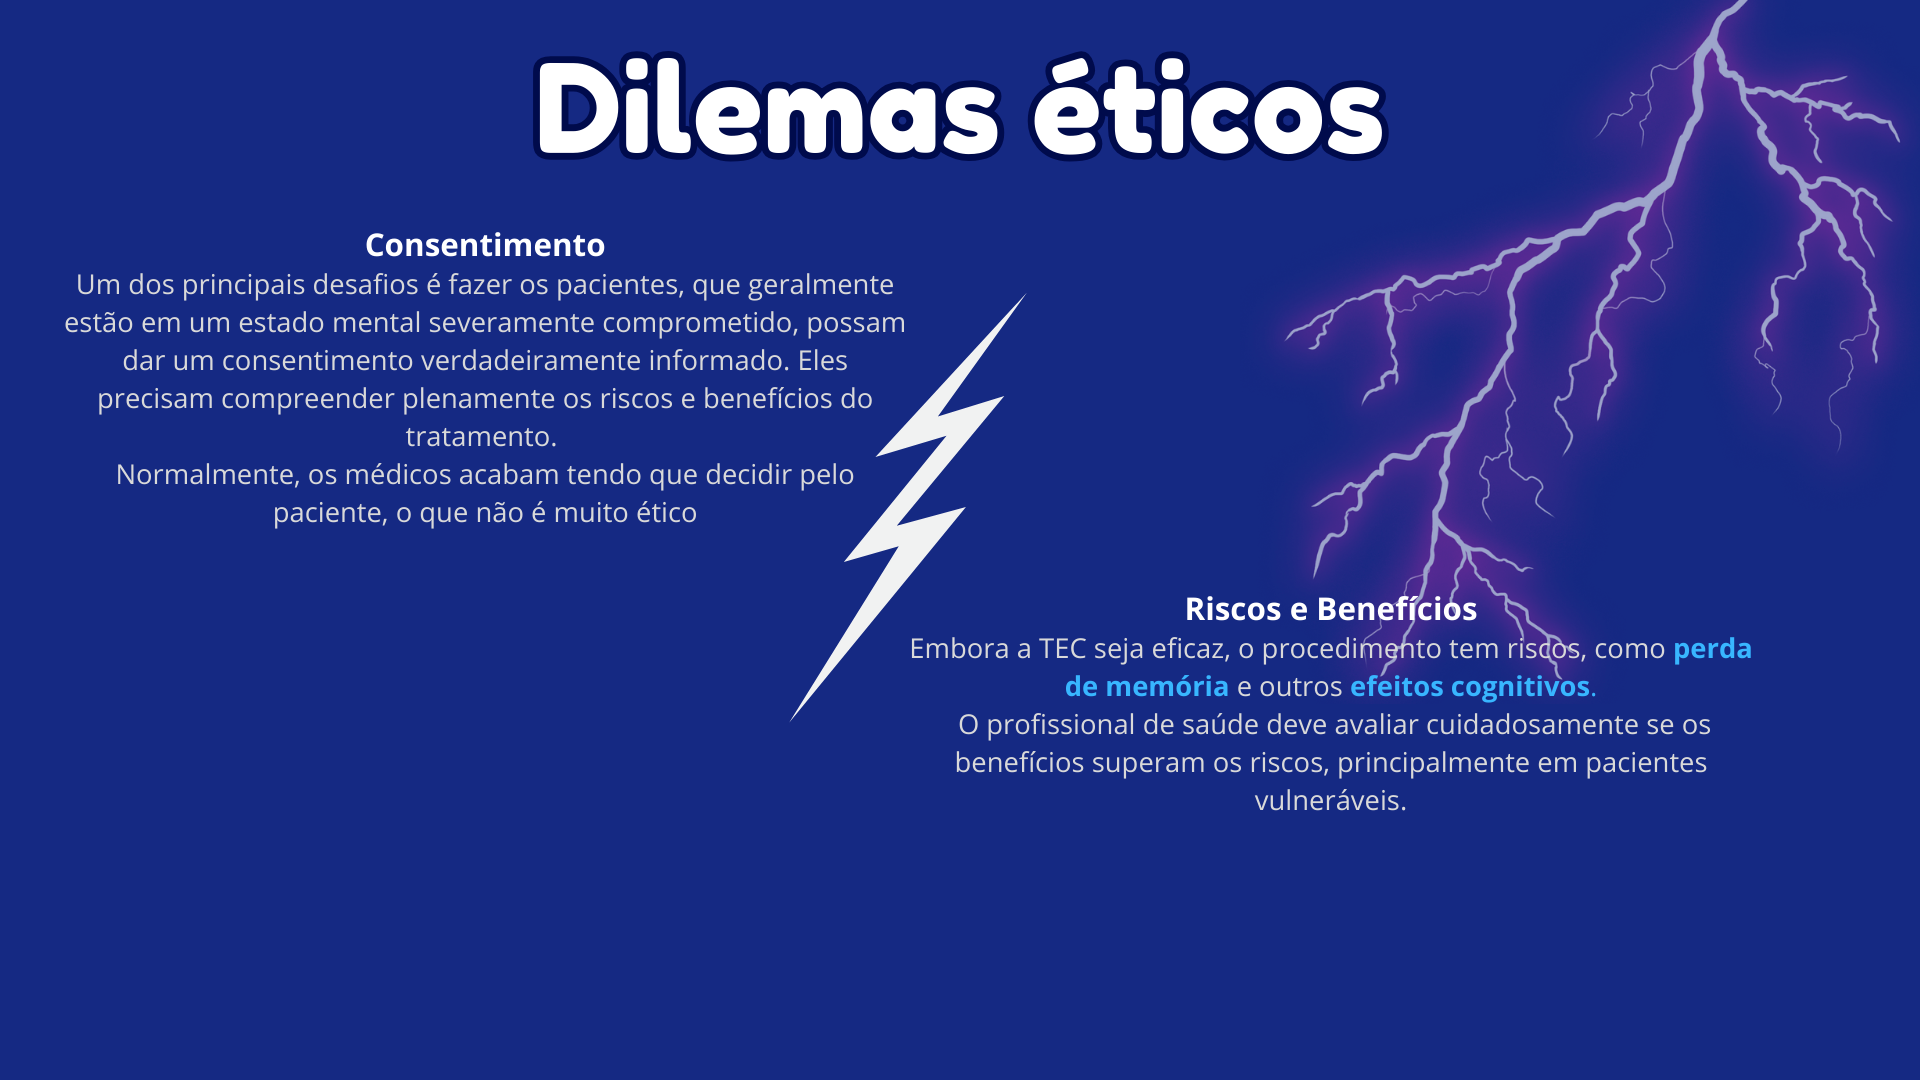 Dilemas éticos
Consentimento
Um dos principais desafios é fazer os pacientes, que geralmente
estão em um estado mental severamente comprometido, possam
dar um consentimento verdadeiramente informado. Eles
precisam compreender plenamente os riscos e benefícios do
tratamento.
Normalmente, os médicos acabam tendo que decidir pelo
paciente, o que não é muito ético
Riscos e Benefícios
Embora a TEC seja eficaz, o procedimento tem riscos, como perda
de memória e outros efeitos cognitivos.
O profissional de saúde deve avaliar cuidadosamente se os
benefícios superam os riscos, principalmente em pacientes
vulneráveis.